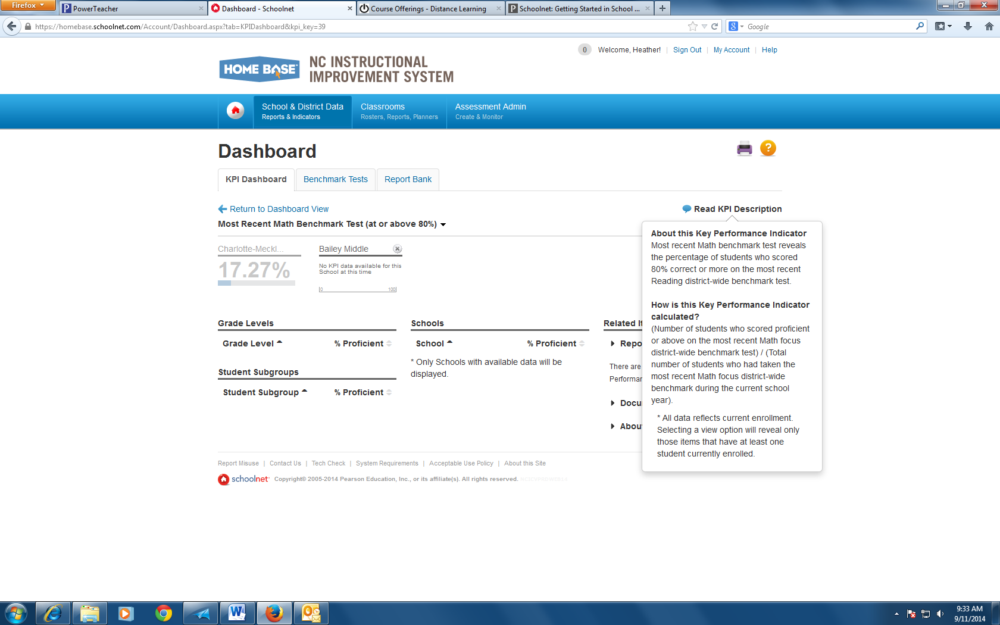 Firefox
PowerTeacher
Dashboard - Schoolnet
Course Offerings - Distance Learning
Schoolnet: Getting Started in School ...
https://homebase.schoolnet.com/Account/Dashboard.aspx?tab=KPIDashboard&kpi_key=39
Google
0
Welcome, Heather! | Sign Out | My Account | Help
HOME BASE
NC INSTRUCTIONAL
IMPROVEMENT SYSTEM
School & District Data
Reports & Indicators
Classrooms
Rosters, Reports, Planners
Assessment Admin
Create & Monitor
Dashboard
KPI Dashboard
Benchmark Tests
Report Bank
Return to Dashboard View
Read KPI Description
Most Recent Math Benchmark Test (at or above 80%)
Charlotte-Meckl...
17.27%
Bailey Middle
No KPI data available for this
School at this time
0 100
About this Key Performance Indicator
Most recent Math benchmark test reveals
the percentage of students who scored
80% correct or more on the most recent
Reading district-wide benchmark test.
How is this Key Performance Indicator
calculated?
(Number of students who scored proficient
or above on the most recent Math focus
district-wide benchmark test) / (Total
number of students who had taken the
most recent Math focus district-wide
benchmark during the current school
year).
* All data reflects current enrollment.
Selecting a view option will reveal only
those items that have at least one
student currently enrolled.
Grade Levels
Grade Level % Proficient
Student Subgroups
Student Subgroup % Proficient
Schools
School % Proficient
* Only Schools with available data will be
displayed.
Related It
Repo
There are
Performan
Docu
About
Report Misuse | Contact Us | Tech Check | System Requirements | Acceptable Use Policy | About this Site
schoolnet Copyright© 2005-2014 Pearson Education, Inc., or its affiliate(s). All rights reserved.
9:33 AM
9/11/2014